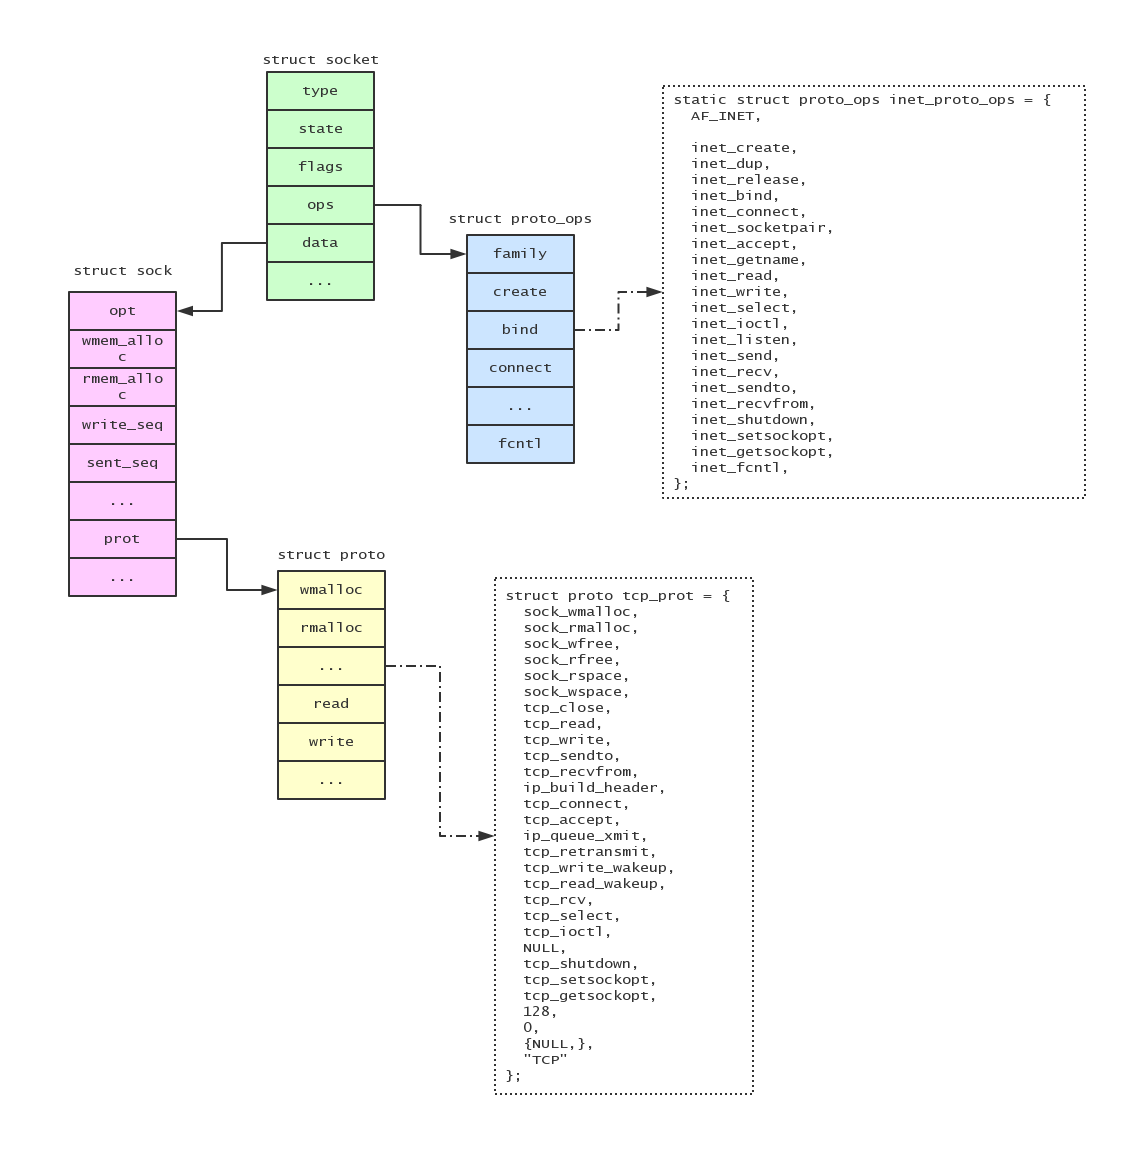 struct socket
type
state
flags
ops
data
...
struct sock
opt
wmem_allo
c
rmem_allo
c
write_seq
sent_seq
...
prot
...
struct proto_ops
family
create
bind
connect
...
fcntl
static struct proto_ops inet_proto_ops = {
AF_INET,
inet_create,
inet_dup,
inet_release,
inet_bind,
inet_connect,
inet_socketpair,
inet_accept,
inet_getname,
inet_read,
inet_write,
inet_select,
inet_ioctl,
inet_listen,
inet_send,
inet_recv,
inet_sendto,
inet_recvfrom,
inet_shutdown,
inet_setsockopt,
inet_getsockopt,
inet_fcntl,
};
struct proto
wmalloc
rmalloc
...
read
write
...
struct proto tcp_prot = {
sock_wmalloc,
sock_rmalloc,
sock_wfree,
sock_rfree,
sock_rspace,
sock_wspace,
tcp_close,
tcp_read,
tcp_write,
tcp_sendto,
tcp_recvfrom,
ip_build_header,
tcp_connect,
tcp_accept,
ip_queue_xmit,
tcp_retransmit,
tcp_write_wakeup,
tcp_read_wakeup,
tcp_rcv,
tcp_select,
tcp_ioctl,
NULL,
tcp_shutdown,
tcp_setsockopt,
tcp_getsockopt,
128,
0,
{NULL,},
"TCP"
};